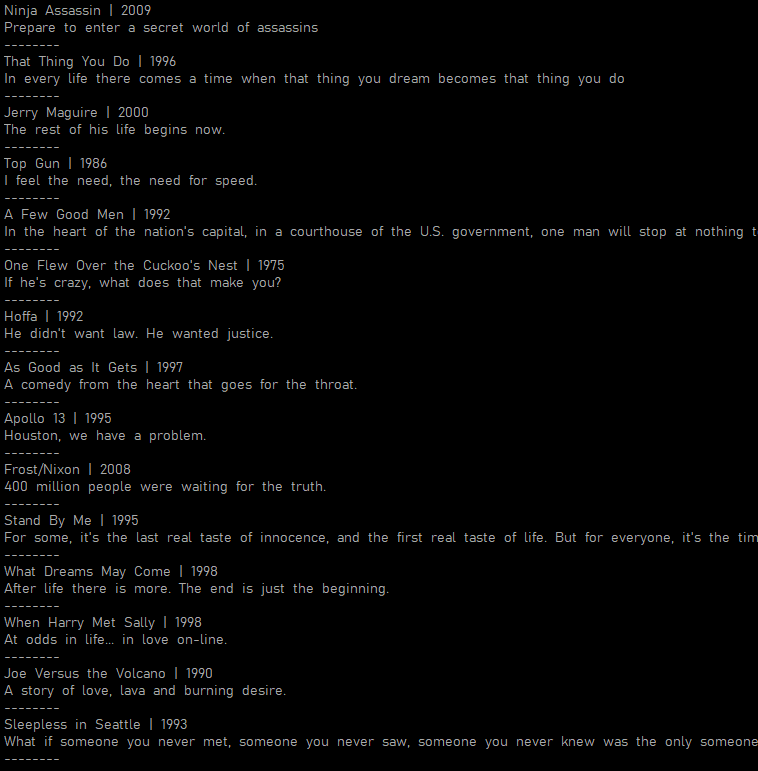 Ninja Assassin | 2009
Prepare to enter a secret world of assassins
--------
That Thing You Do | 1996
In every life there comes a time when that thing you dream becomes that thing you do
--------
Jerry Maguire | 2000
The rest of his life begins now.
--------
Top Gun | 1986
I feel the need, the need for speed.
--------
A Few Good Men | 1992
In the heart of the nation's capital, in a courthouse of the U.S. government, one man will stop at nothing t
--------
One Flew Over the Cuckoo's Nest | 1975
If he's crazy, what does that make you?
--------
Hoffa | 1992
He didn't want law. He wanted justice.
--------
As Good as It Gets | 1997
A comedy from the heart that goes for the throat.
--------
Apollo 13 | 1995
Houston, we have a problem.
--------
Frost/Nixon | 2008
400 million people were waiting for the truth.
--------
Stand By Me | 1995
For some, it's the last real taste of innocence, and the first real taste of life. But for everyone, it's the tim
--------
What Dreams May Come | 1998
After life there is more. The end is just the beginning.
--------
When Harry Met Sally | 1998
At odds in life... in love on-line.
--------
Joe Versus the Volcano | 1990
A story of love, lava and burning desire.
--------
Sleepless in Seattle | 1993
What if someone you never met, someone you never saw, someone you never knew was the only someone
--------